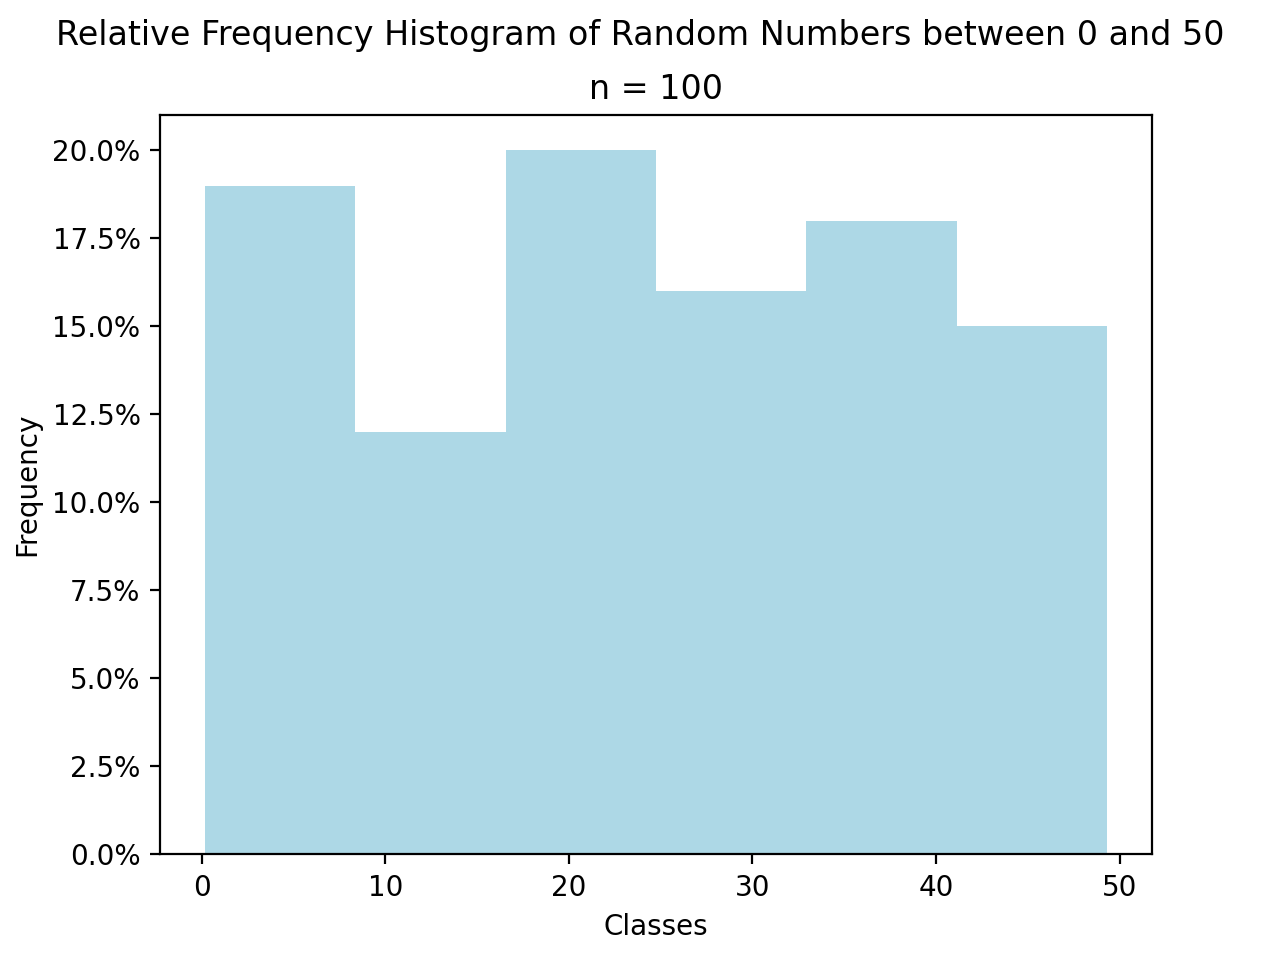 Relative Frequency Histogram of Random Numbers between 0 and 50
n = 100
20.0%
17.5%
15.0%
12.5%
10.0%
7.5%
5.0%
2.5%
0.0%
Frequency
0 10 20 30 40 50
Classes